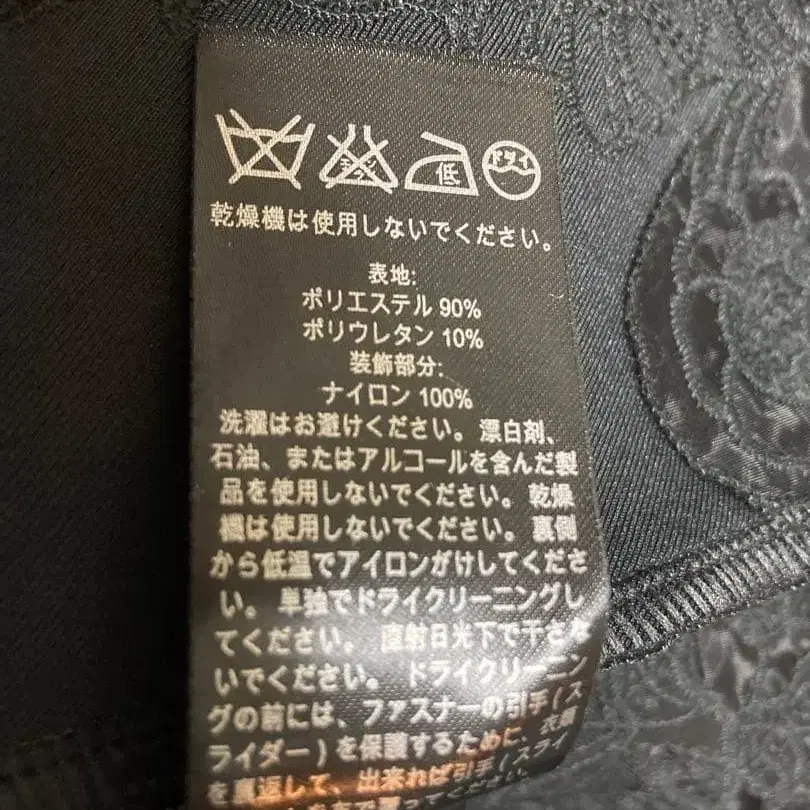 エンソサラシ
低
ドライ
乾燥機は使用しないでください。
表地:
ポリエステル 90%
ポリウレタン 10%
装飾部分:
ナイロン 100%
洗濯はお避けください。漂白剤、
石油、またはアルコールを含んだ製
品を使用しないでください。乾燥
機は使用しないでください。裏側
から低温でアイロンがけしてくださ
い。単独でドライクリーニングし
てください。直射日光下で干さな
いでください。ドライクリーニン
グの前には、ファスナーの引手(ス
ライダー)を保護するために、衣類
を裏返して、出来れば引手(スライ